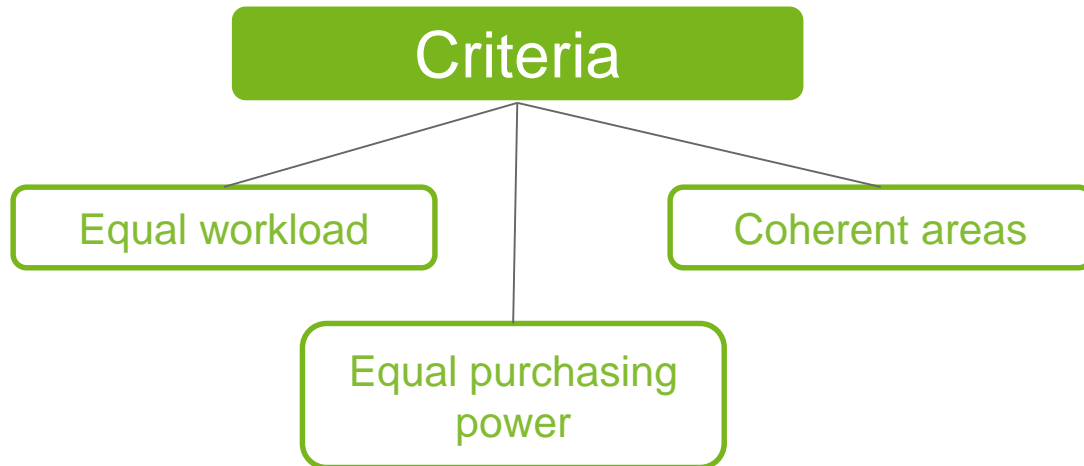 Criteria
Equal workload
Coherent areas
Equal purchasing
power